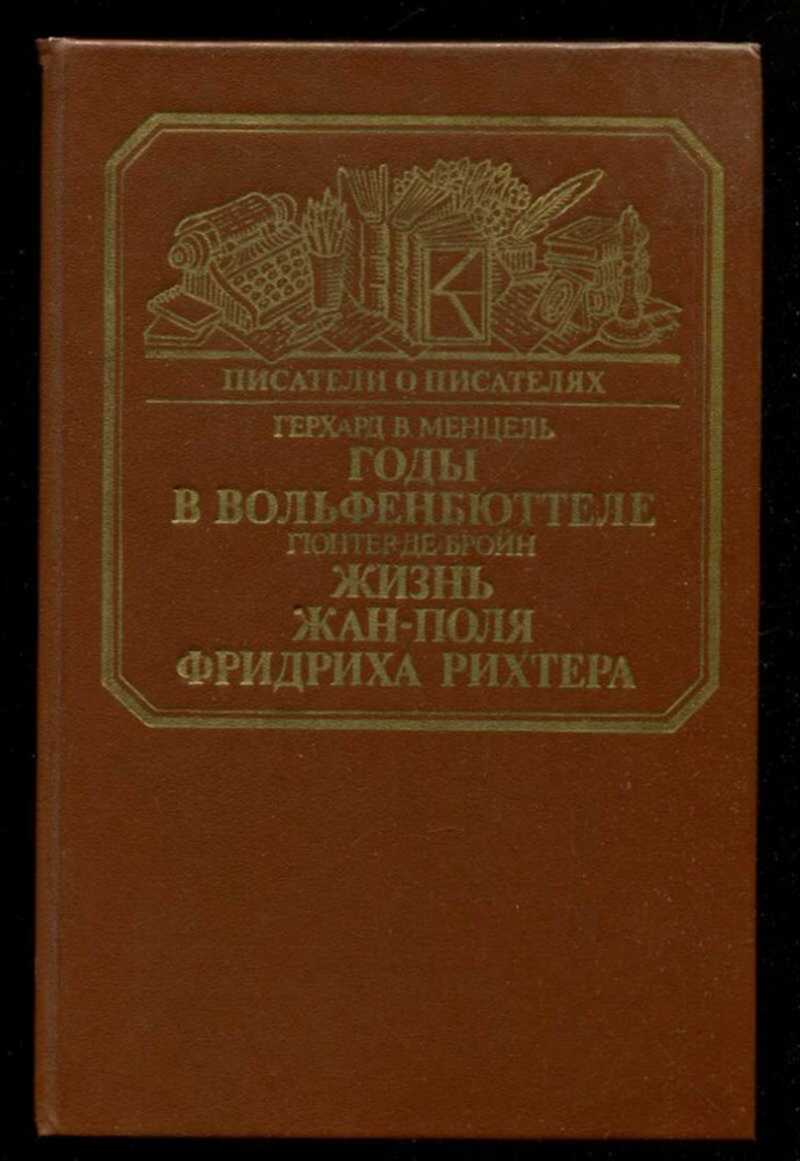 ПИСАТЕЛИ О ПИСАТЕЛЯХ
ГЕРХАРД В. МЕНЦЕЛЬ
ГОДЫ
В ВОЛЬФЕНБЮТТЕЛЕ
ГЮНТЕР ДЕ БРОЙН
ЖИЗНЬ
ЖАН-ПОЛЯ
ФРИДРИХА РИХТЕРА